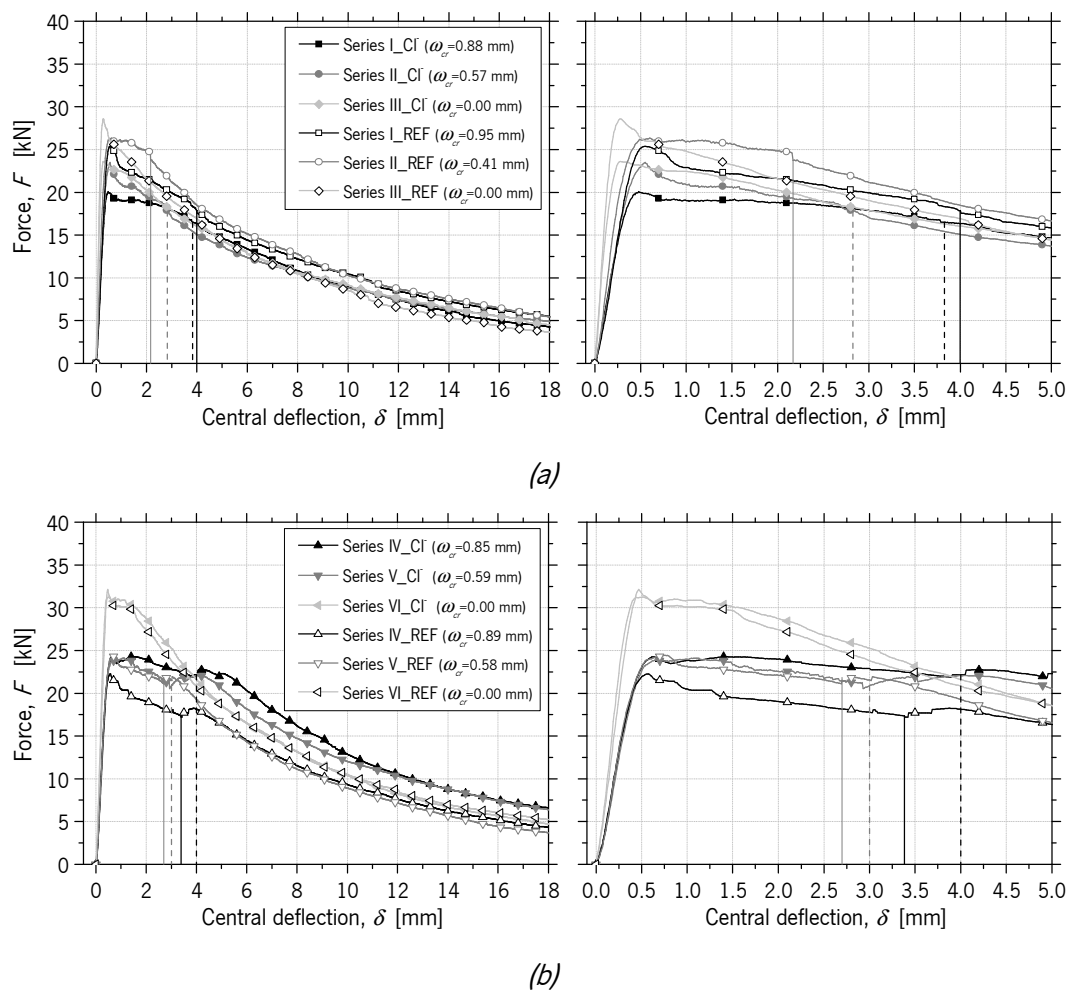 40
35
30
25
20
15
10
5
0
Force, F [kN]
Series I_Cl⁻ (ω_cr=0.88 mm)
Series II_Cl⁻ (ω_cr=0.57 mm)
Series III_Cl⁻ (ω_cr=0.00 mm)
Series I_REF (ω_cr=0.95 mm)
Series II_REF (ω_cr=0.41 mm)
Series III_REF (ω_cr=0.00 mm)
0 2 4 6 8 10 12 14 16 18
Central deflection, δ [mm]
0.0 0.5 1.0 1.5 2.0 2.5 3.0 3.5 4.0 4.5 5.0
Central deflection, δ [mm]
(a)
40
35
30
25
20
15
10
5
0
Force, F [kN]
Series IV_Cl⁻ (ω_cr=0.85 mm)
Series V_Cl⁻ (ω_cr=0.59 mm)
Series VI_Cl⁻ (ω_cr=0.00 mm)
Series IV_REF (ω_cr=0.89 mm)
Series V_REF (ω_cr=0.58 mm)
Series VI_REF (ω_cr=0.00 mm)
0 2 4 6 8 10 12 14 16 18
Central deflection, δ [mm]
0.0 0.5 1.0 1.5 2.0 2.5 3.0 3.5 4.0 4.5 5.0
Central deflection, δ [mm]
(b)